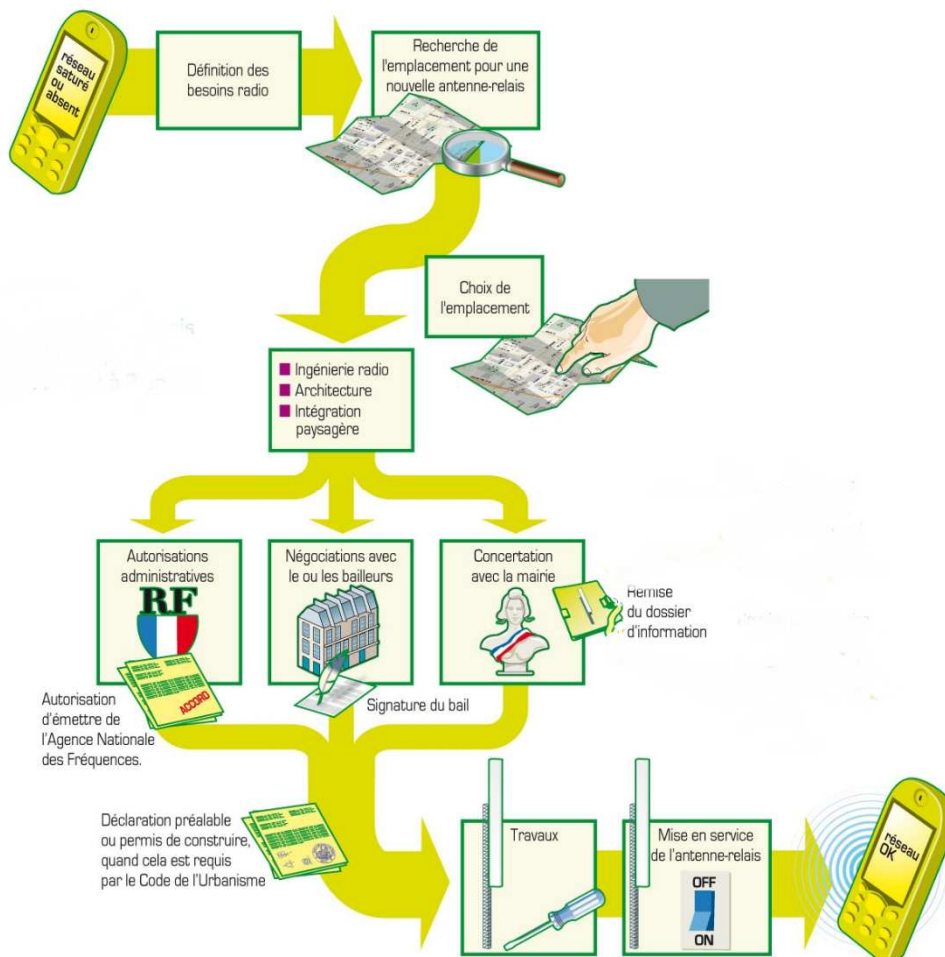 réseau
saturé
ou
absent
Définition des
besoins radio
Recherche de
l'emplacement pour une
nouvelle antenne-relais
Choix de
l'emplacement
Ingénierie radio
Architecture
Intégration
paysagère
Autorisations
administratives
RF
ACCORD
Autorisation
d'émettre de
l'Agence Nationale
des Fréquences.
Négociations avec
le ou les bailleurs
Signature du bail
Concertation
avec la mairie
Remise
du dossier
d'information
Déclaration préalable
ou permis de construire,
quand cela est requis
par le Code de l'Urbanisme
Travaux
Mise en service
de l'antenne-relais
OFF
ON
réseau
OK